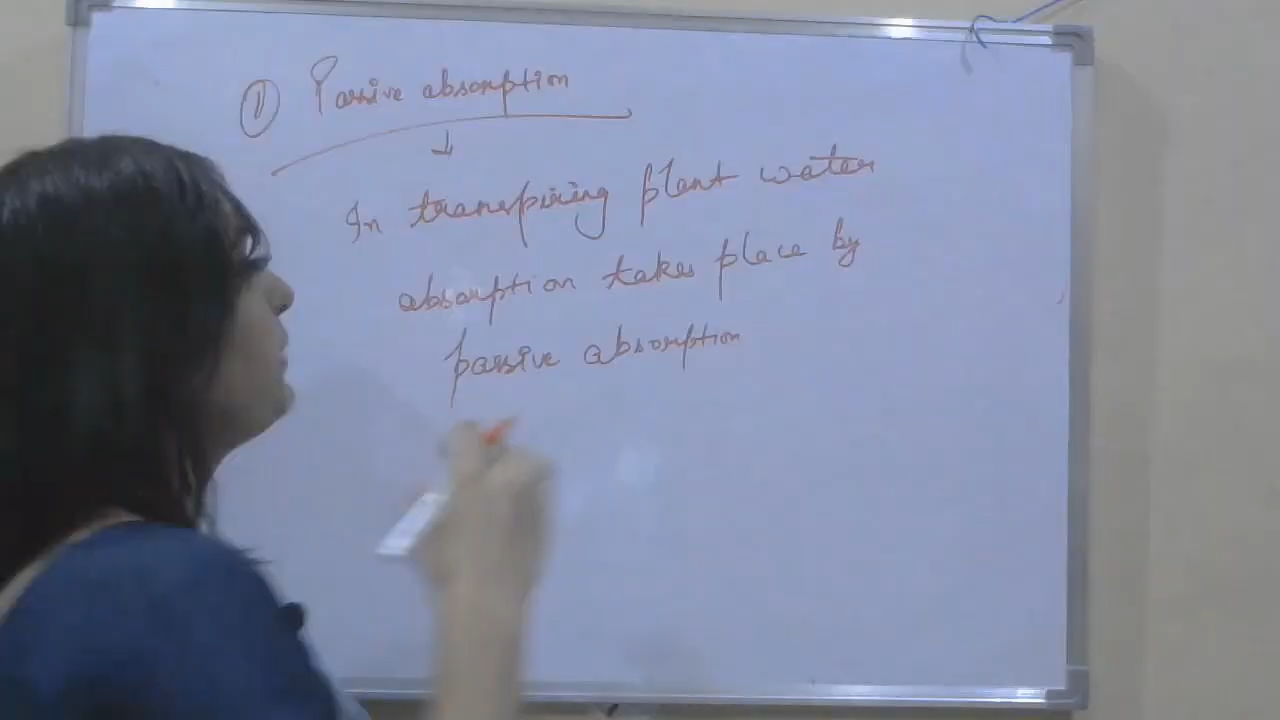 ① Passive absorption
↓
In transpiring plant water
absorption takes place by
passive absorption